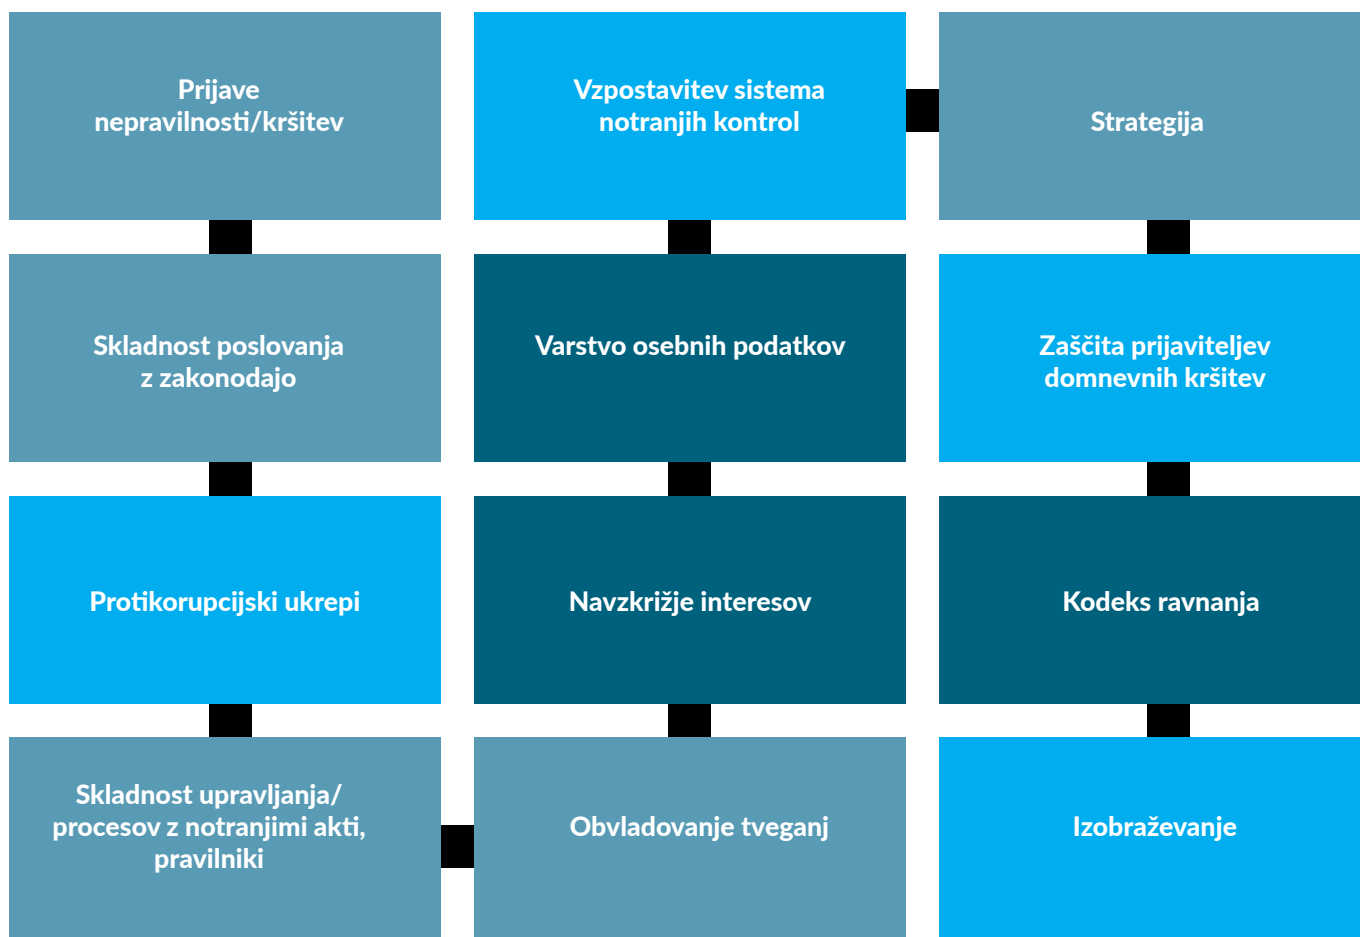 Prijave
nepravilnosti/kršitev
Vzpostavitev sistema
notranjih kontrol
Strategija
Skladnost poslovanja
z zakonodajo
Varstvo osebnih podatkov
Zaščita prijaviteljev
domnevnih kršitev
Protikorupcijski ukrepi
Navzkrižje interesov
Kodeks ravnanja
Skladnost upravljanja/
procesov z notranjimi akti,
pravilniki
Obvladovanje tveganj
Izobraževanje